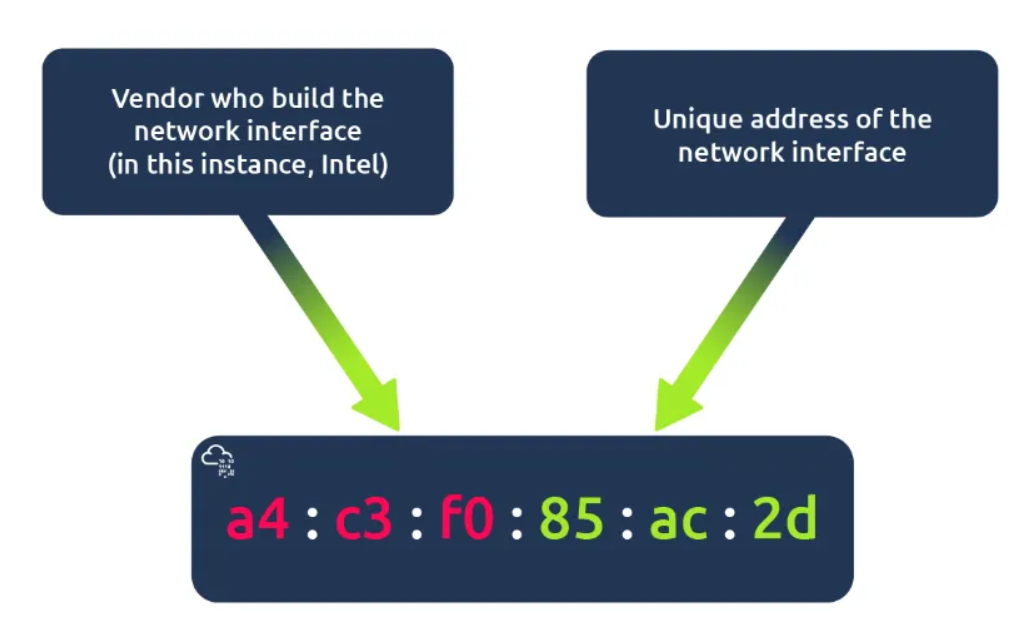 Vendor who build the
network interface
(in this instance, Intel)
Unique address of the
network interface
a4 : c3 : f0 : 85 : ac : 2d